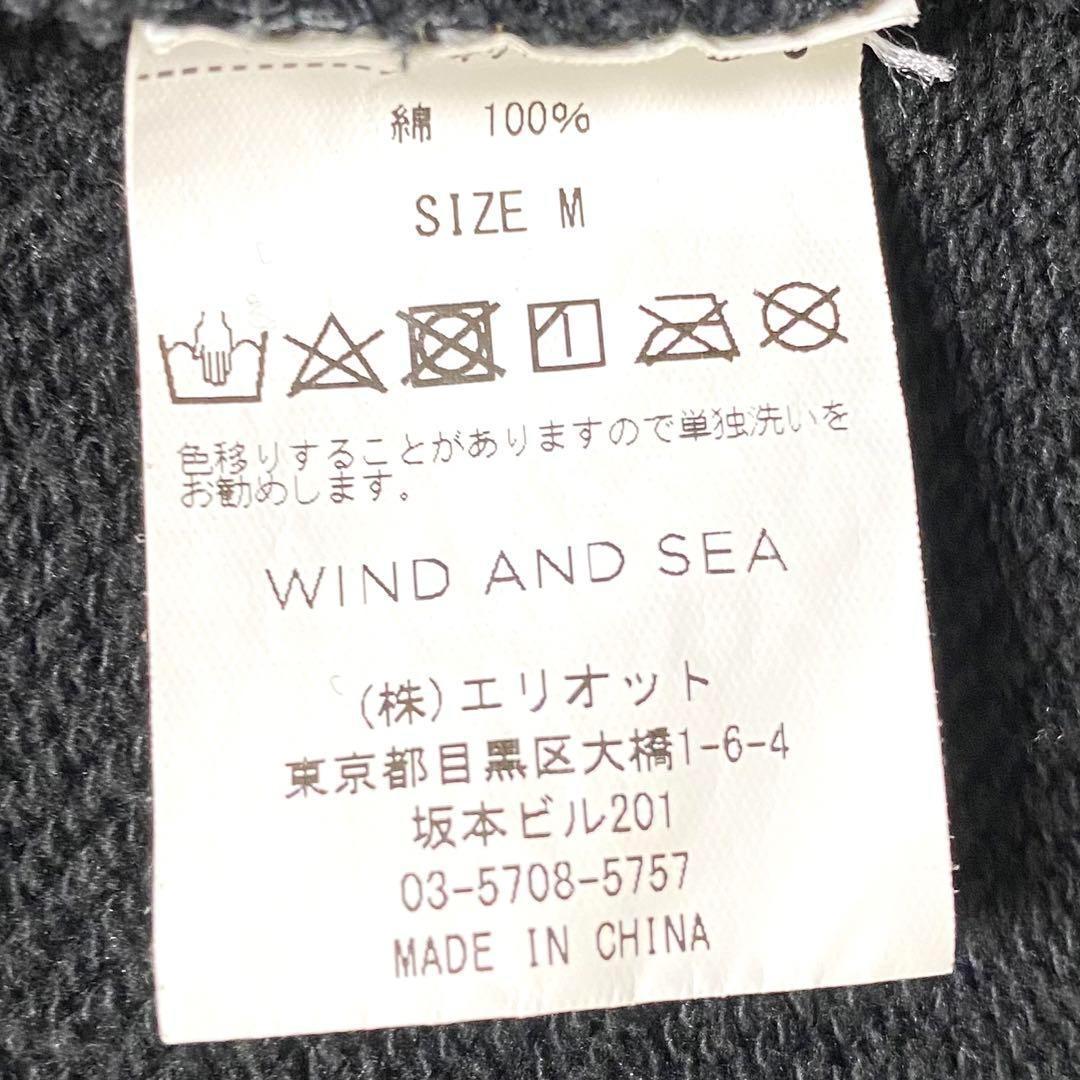 綿 100%
SIZE M
色移りすることがありますので単独洗いを
お勧めします。
WIND AND SEA
(株)エリオット
東京都目黒区大橋1-6-4
坂本ビル201
03-5708-5757
MADE IN CHINA